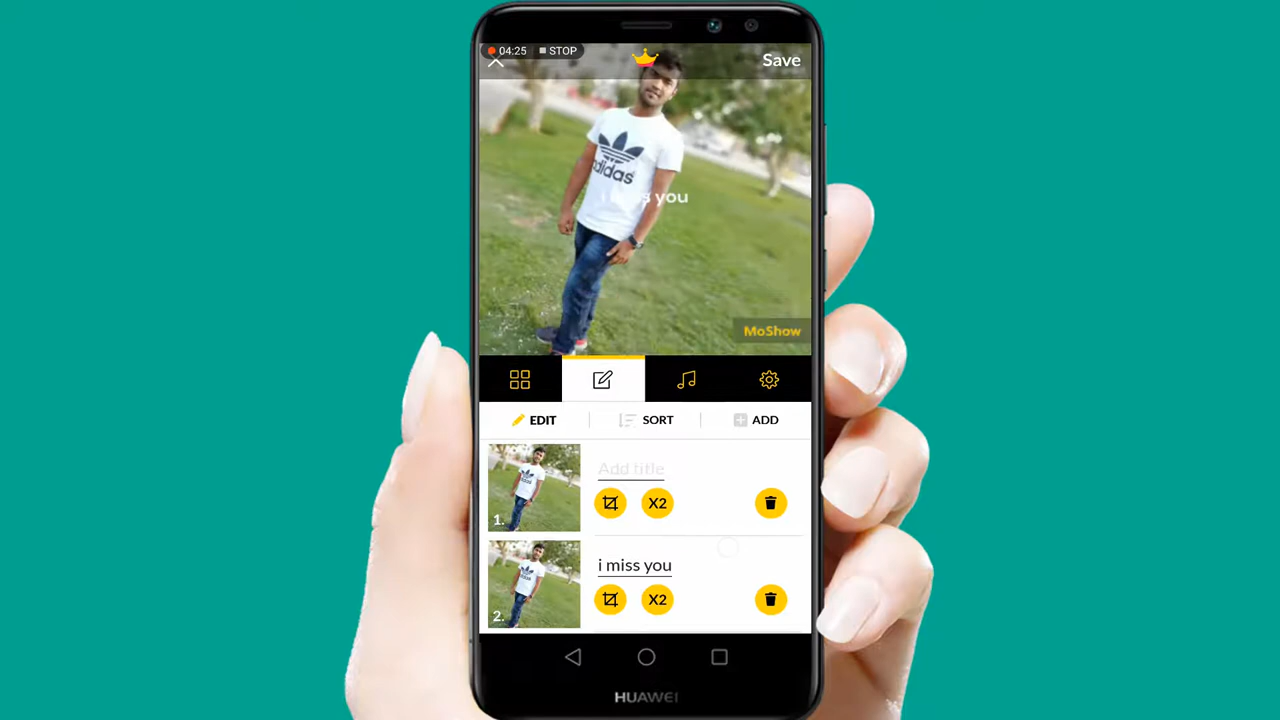 04:25 STOP
Save
adidas
i miss you
MoShow
EDIT
SORT
ADD
Add title
1.
X2
i miss you
2.
X2
HUAWEI